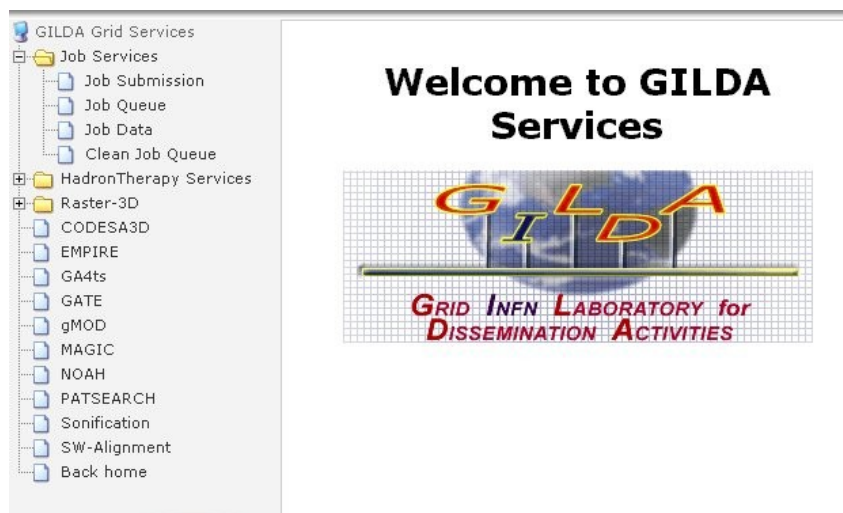 GILDA Grid Services
Job Services
Job Submission
Job Queue
Job Data
Clean Job Queue
HadronTherapy Services
Raster-3D
CODESA3D
EMPIRE
GA4ts
GATE
gMOD
MAGIC
NOAH
PATSEARCH
Sonification
SW-Alignment
Back home
Welcome to GILDA
Services
GILDA
GRID INFN LABORATORY for
DISSEMINATION ACTIVITIES